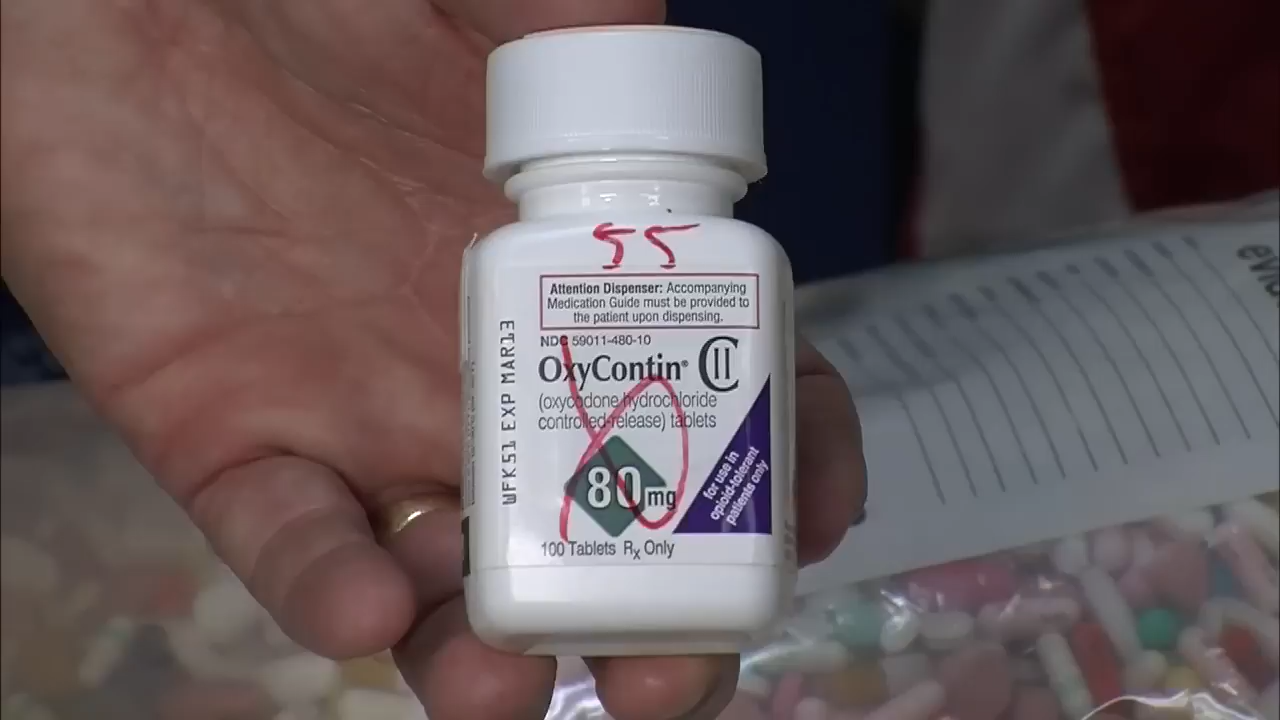 55
Attention Dispenser: Accompanying
Medication Guide must be provided to
the patient upon dispensing.
NDC 59011-480-10
OxyContin® CII
(oxycodone hydrochloride
controlled-release) tablets
80 mg
for use in
opioid-tolerant
patients only
100 Tablets Rx Only
WFK51 EXP MAR13